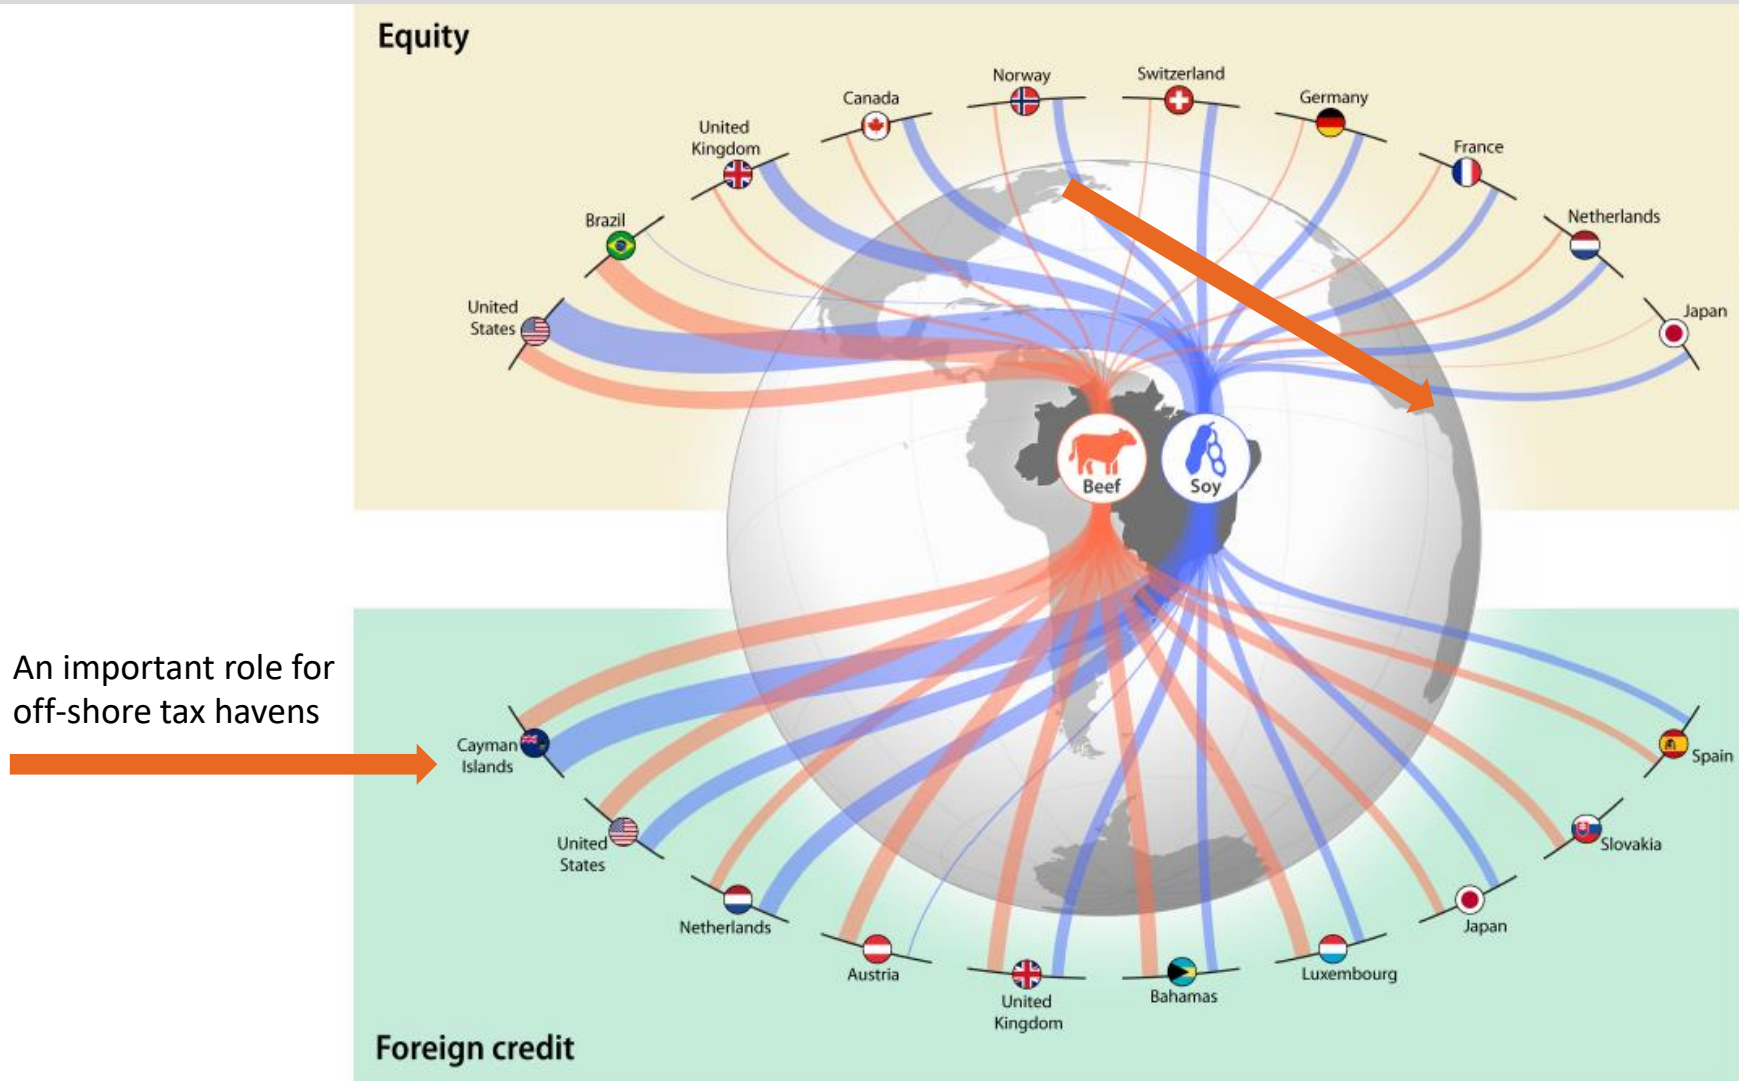 Equity
Norway
Switzerland
Canada
Germany
United
Kingdom
France
Brazil
Netherlands
United
States
Japan
Beef
Soy
An important role for
off-shore tax havens
Cayman
Islands
Spain
United
States
Slovakia
Netherlands
Japan
Austria
Luxembourg
United
Kingdom
Bahamas
Foreign credit